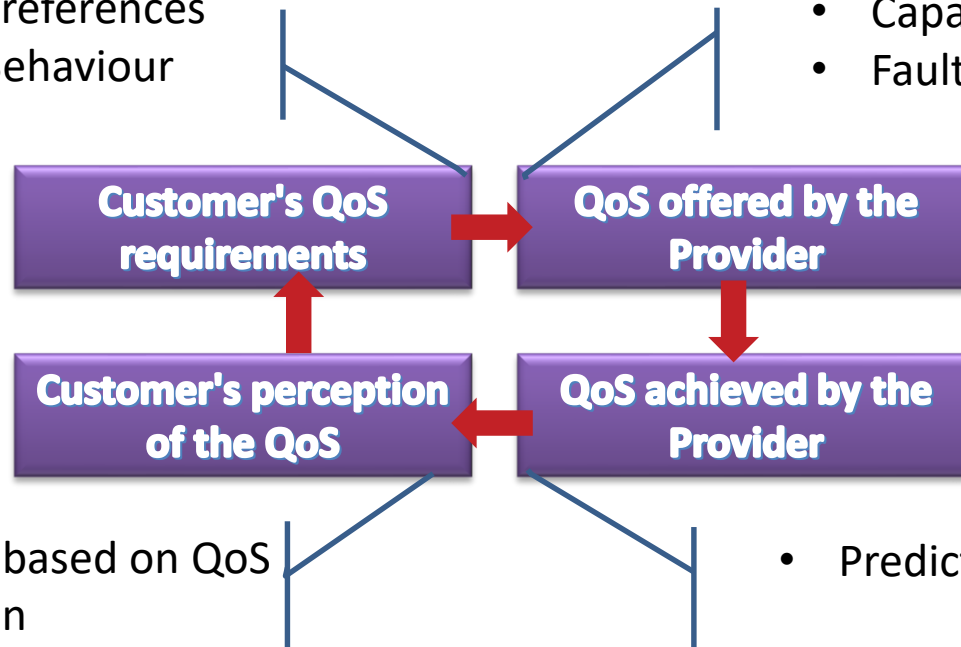 references
ehaviour
• Capa
• Fault
Customer's QoS
requirements
QoS offered by the
Provider
Customer's perception
of the QoS
QoS achieved by the
Provider
based on QoS
n
• Predict